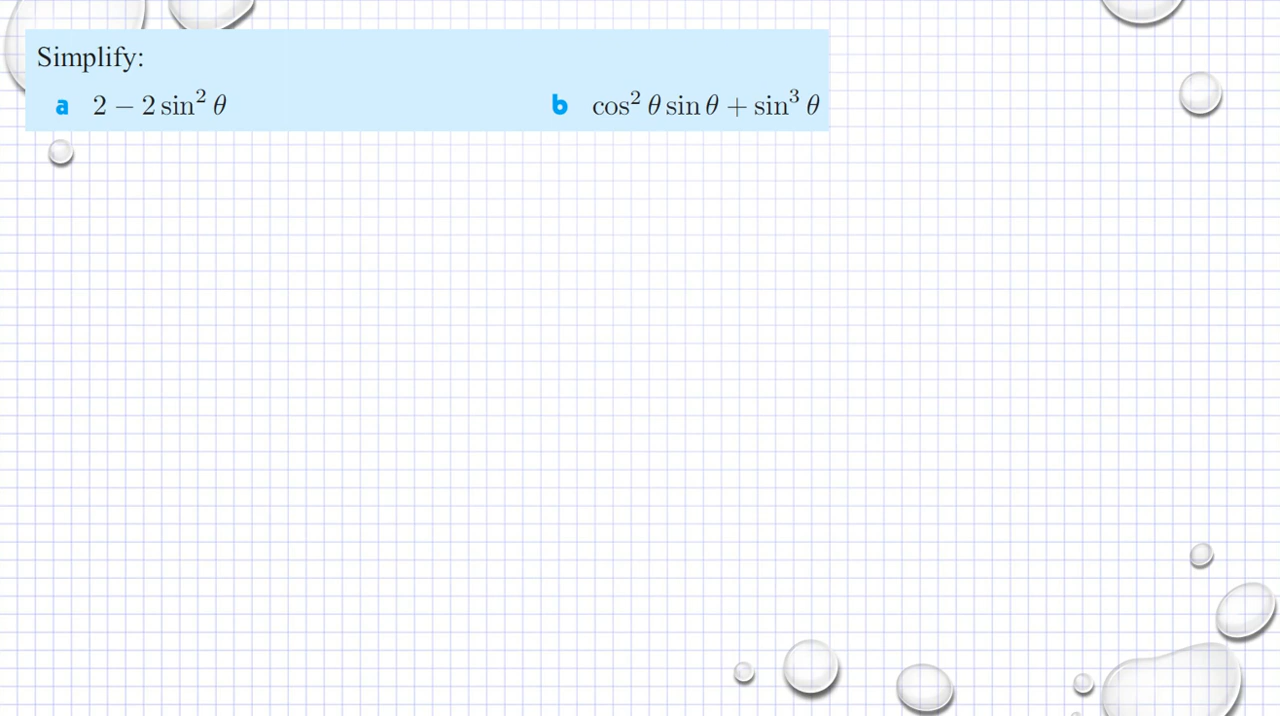 Simplify:
a 2 − 2 sin² θ b cos² θ sin θ + sin³ θ